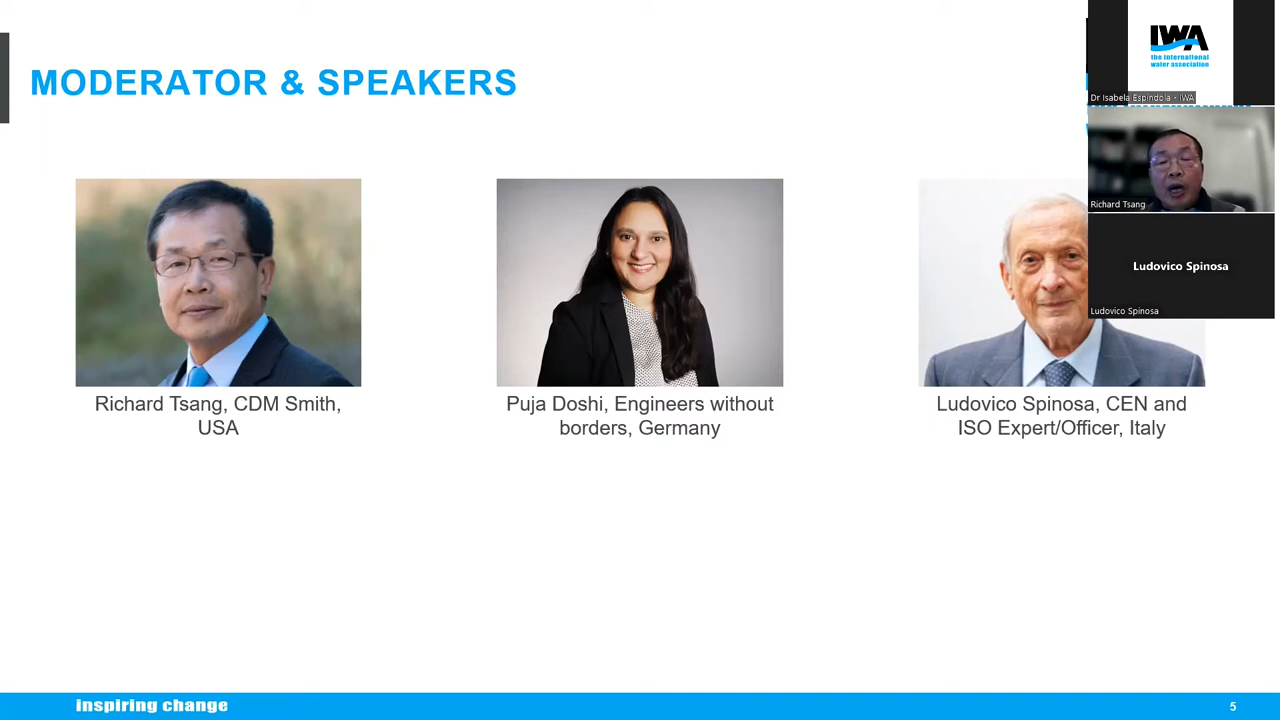 MODERATOR & SPEAKERS
IWA
the international
water association
Dr Isabela Espindola - IWA
Richard Tsang
Ludovico Spinosa
Ludovico Spinosa
Richard Tsang, CDM Smith,
USA
Puja Doshi, Engineers without
borders, Germany
Ludovico Spinosa, CEN and
ISO Expert/Officer, Italy
inspiring change
5